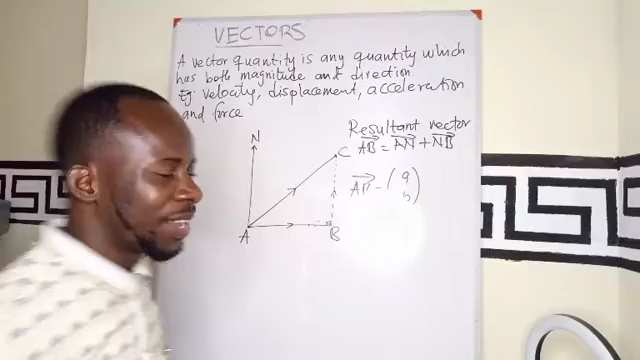 VECTORS
A vector quantity is any quantity which
has both magnitude and direction.
Eg: velocity, displacement, acceleration
and force
N
Resultant vector
AB = AN + NB
C
A
B